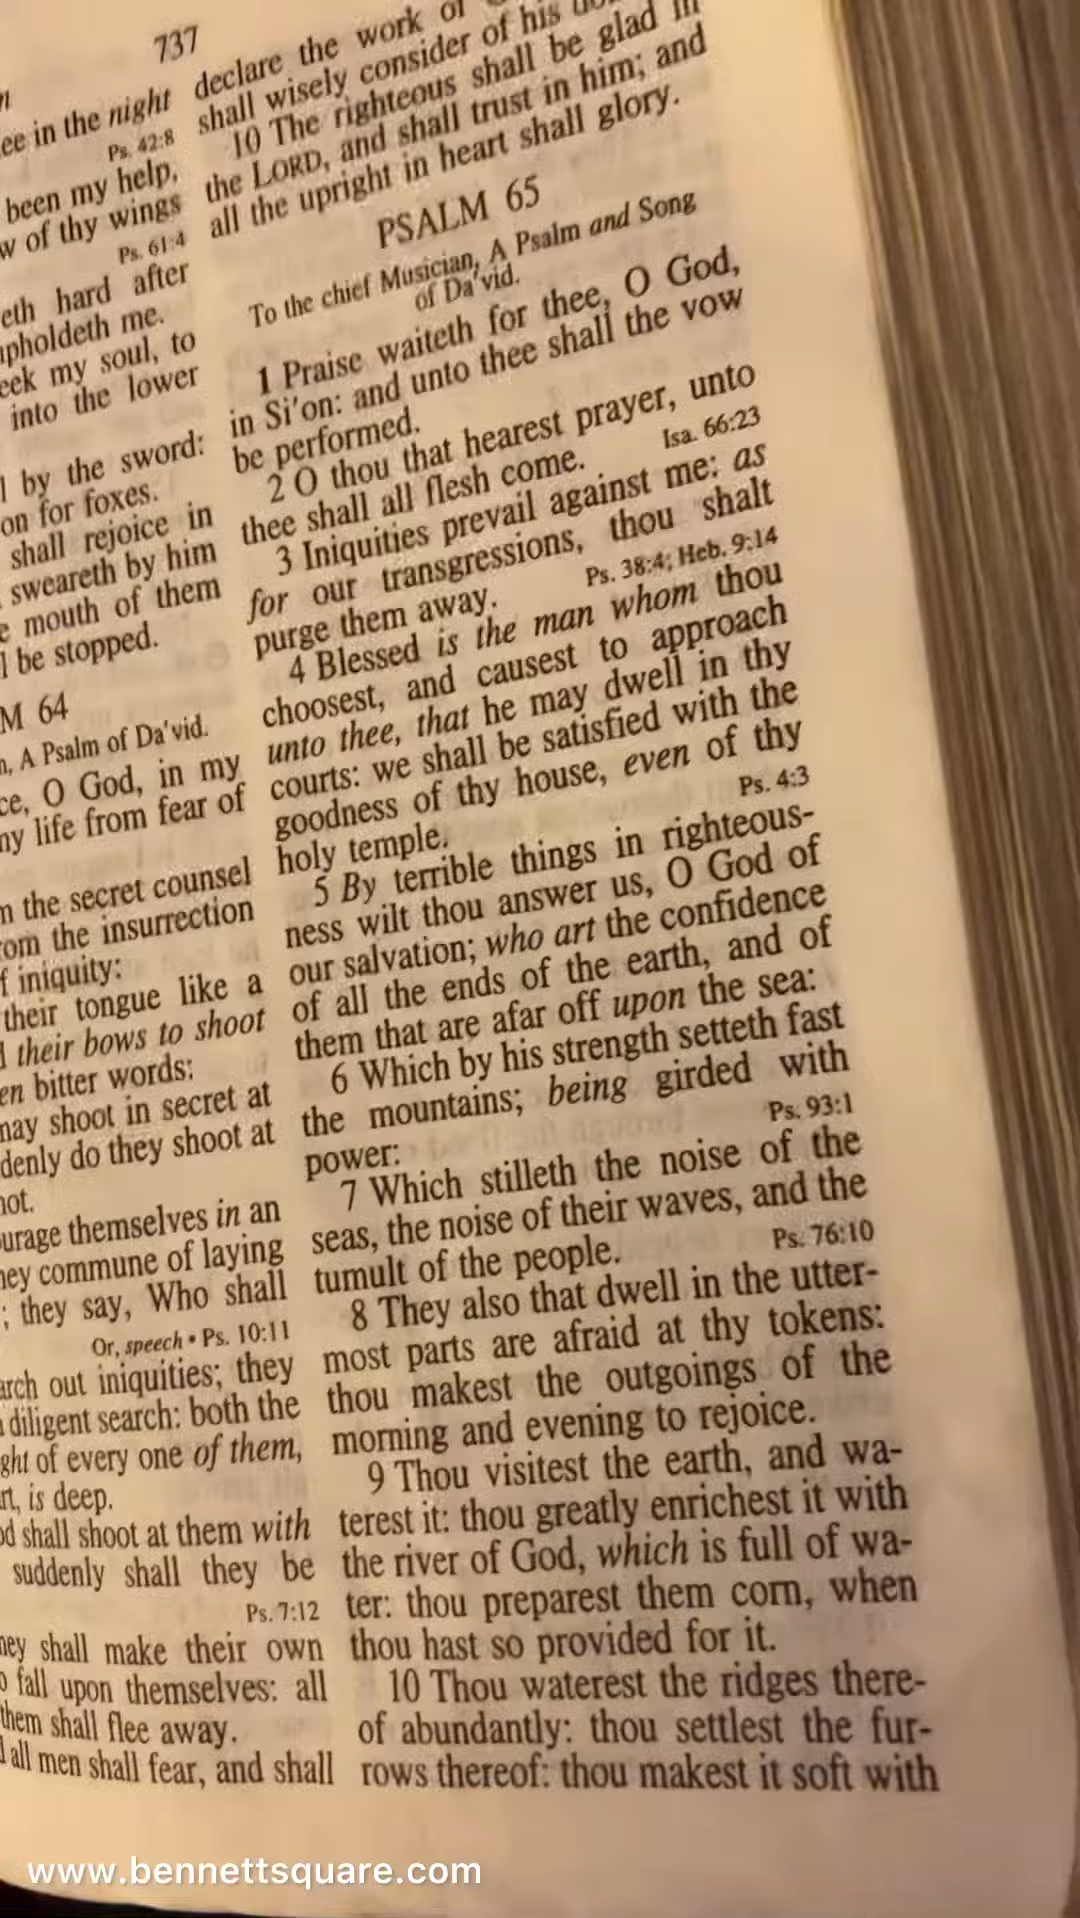 737
ee in the night
Ps. 42:8
been my help,
w of thy wings
Ps. 61:4
eth hard after
upholdeth me.
eek my soul, to
into the lower
l by the sword:
on for foxes.
shall rejoice in
sweareth by him
e mouth of them
l be stopped.
M 64
n, A Psalm of Da'vid.
ce, O God, in my
ny life from fear of
m the secret counsel
rom the insurrection
f iniquity:
their tongue like a
d their bows to shoot
en bitter words:
may shoot in secret at
denly do they shoot at
not.
urage themselves in an
hey commune of laying
; they say, Who shall
Or, speech • Ps. 10:11
arch out iniquities; they
a diligent search: both the
ght of every one of them,
rt, is deep.
od shall shoot at them with
suddenly shall they be
Ps. 7:12
hey shall make their own
o fall upon themselves: all
them shall flee away.
d all men shall fear, and shall
declare the work of
shall wisely consider of his
10 The righteous shall be glad in
the LORD, and shall trust in him; and
all the upright in heart shall glory.
PSALM 65
To the chief Musician, A Psalm and Song
of Da'vid.
1 Praise waiteth for thee, O God,
in Si'on: and unto thee shall the vow
be performed.
2 O thou that hearest prayer, unto
thee shall all flesh come.
Isa. 66:23
3 Iniquities prevail against me: as
for our transgressions, thou shalt
purge them away.
Ps. 38:4; Heb. 9:14
4 Blessed is the man whom thou
choosest, and causest to approach
unto thee, that he may dwell in thy
courts: we shall be satisfied with the
goodness of thy house, even of thy
holy temple.
Ps. 4:3
5 By terrible things in righteous-
ness wilt thou answer us, O God of
our salvation; who art the confidence
of all the ends of the earth, and of
them that are afar off upon the sea:
6 Which by his strength setteth fast
the mountains; being girded with
power:
Ps. 93:1
7 Which stilleth the noise of the
seas, the noise of their waves, and the
tumult of the people.
Ps. 76:10
8 They also that dwell in the utter-
most parts are afraid at thy tokens:
thou makest the outgoings of the
morning and evening to rejoice.
9 Thou visitest the earth, and wa-
terest it: thou greatly enrichest it with
the river of God, which is full of wa-
ter: thou preparest them corn, when
thou hast so provided for it.
10 Thou waterest the ridges there-
of abundantly: thou settlest the fur-
rows thereof: thou makest it soft with
www.bennettsquare.com